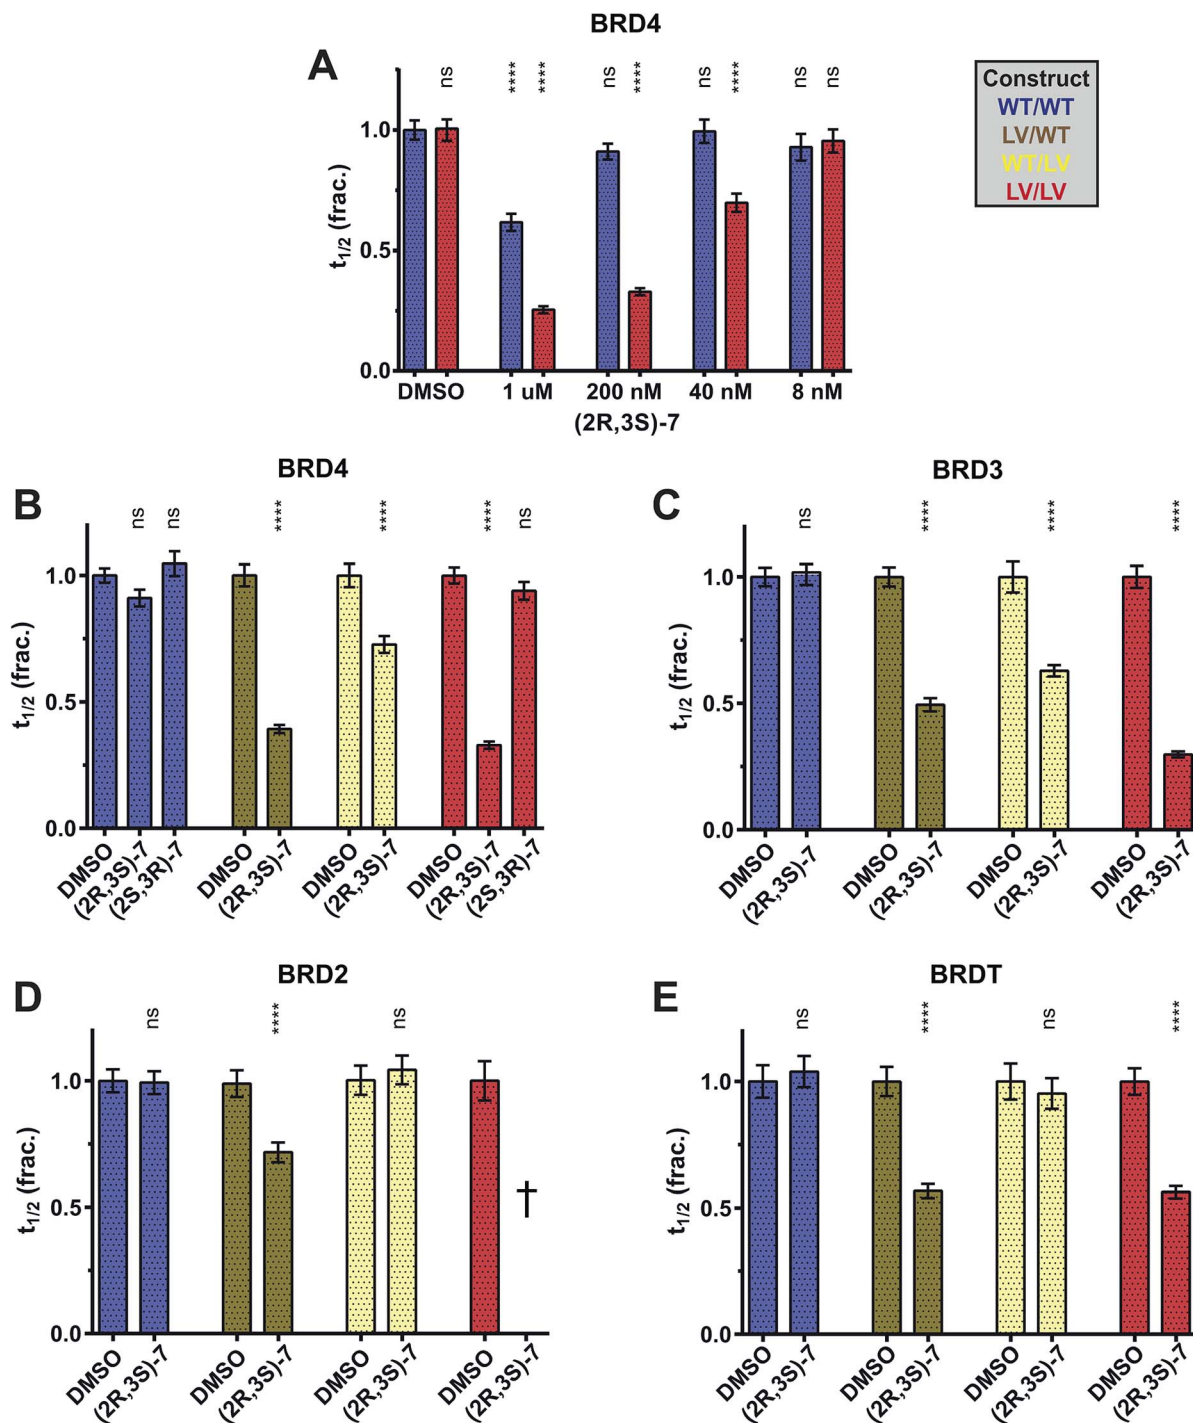 BRD4
A
**** **** ns **** ns **** ns ns
ns
Construct
WT/WT
LV/WT
WT/LV
LV/LV
1.0
0.5
0.0
t1/2 (frac.)
DMSO 1 uM 200 nM 40 nM 8 nM
(2R,3S)-7
BRD4
B
ns ns **** **** **** ns
1.0
0.5
0.0
t1/2 (frac.)
DMSO (2R,3S)-7 (2S,3R)-7 DMSO (2R,3S)-7 DMSO (2R,3S)-7 DMSO (2R,3S)-7 (2S,3R)-7
BRD3
C
ns **** **** ****
1.0
0.5
0.0
t1/2 (frac.)
DMSO (2R,3S)-7 DMSO (2R,3S)-7 DMSO (2R,3S)-7 DMSO (2R,3S)-7
BRD2
D
ns **** ns
1.0
0.5
0.0
t1/2 (frac.)
†
DMSO (2R,3S)-7 DMSO (2R,3S)-7 DMSO (2R,3S)-7 DMSO (2R,3S)-7
BRDT
E
ns **** ns ****
1.0
0.5
0.0
t1/2 (frac.)
DMSO (2R,3S)-7 DMSO (2R,3S)-7 DMSO (2R,3S)-7 DMSO (2R,3S)-7